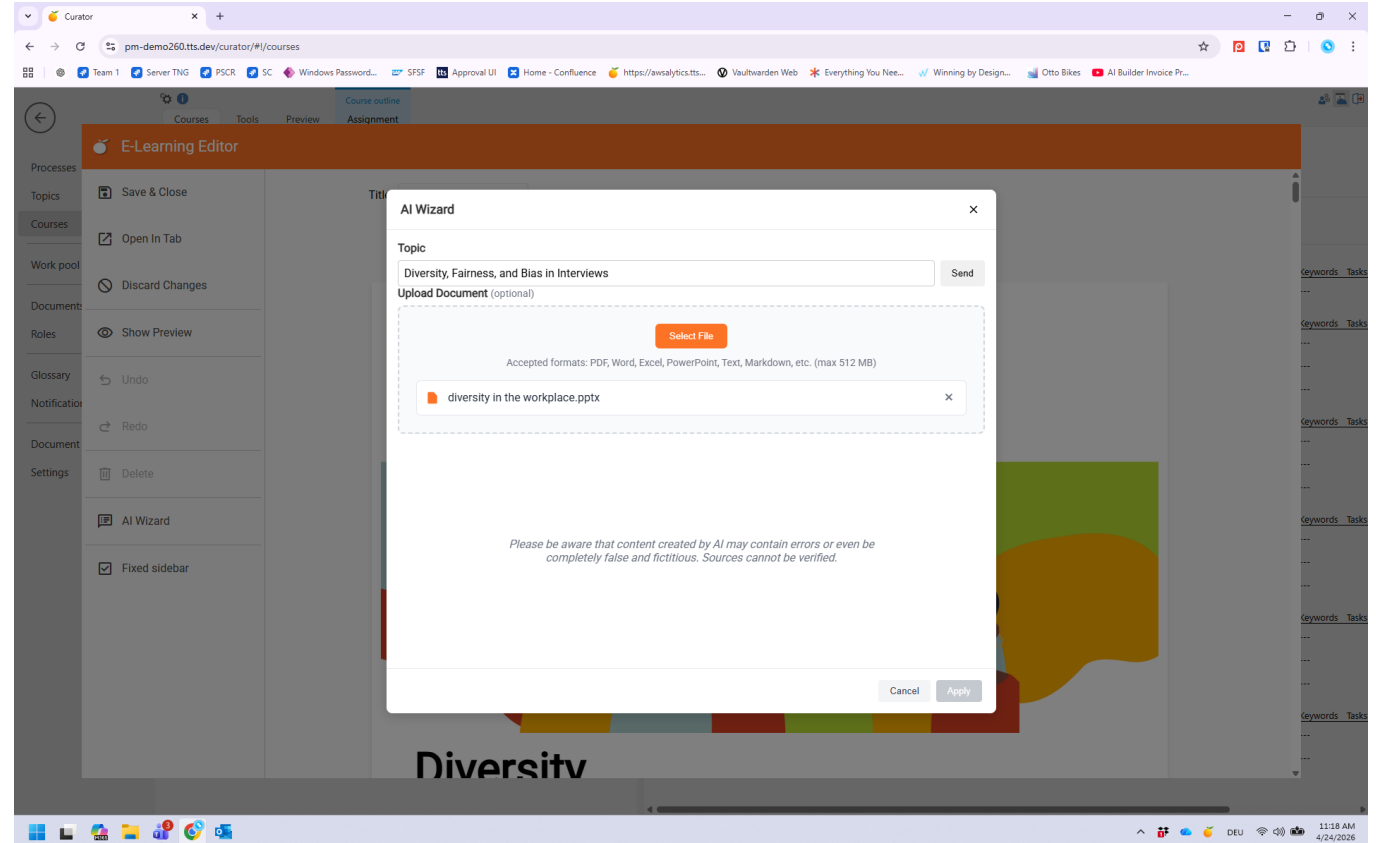 Curator
pm-demo260.tts.dev/curator/#!/courses
Team 1 Server TNG PSCR SC Windows Password... SFSF Approval UI Home - Confluence https://awsalytics.tts... Vaultwarden Web Everything You Nee... Winning by Design... Otto Bikes AI Builder Invoice Pr...
Course outline
Courses Tools Preview Assignment
E-Learning Editor
Processes
Topics
Courses
Work pool
Documents
Roles
Glossary
Notification
Document
Settings
Save & Close
Open In Tab
Discard Changes
Show Preview
Undo
Redo
Delete
AI Wizard
Fixed sidebar
Title
AI Wizard
Topic
Diversity, Fairness, and Bias in Interviews
Send
Upload Document (optional)
Select File
Accepted formats: PDF, Word, Excel, PowerPoint, Text, Markdown, etc. (max 512 MB)
diversity in the workplace.pptx
Please be aware that content created by AI may contain errors or even be
completely false and fictitious. Sources cannot be verified.
Cancel Apply
Diversity
Keywords Tasks
---
Keywords Tasks
---
---
---
Keywords Tasks
---
---
---
Keywords Tasks
---
---
---
Keywords Tasks
---
---
---
Keywords Tasks
---
---
3
DEU
11:18 AM
4/24/2026